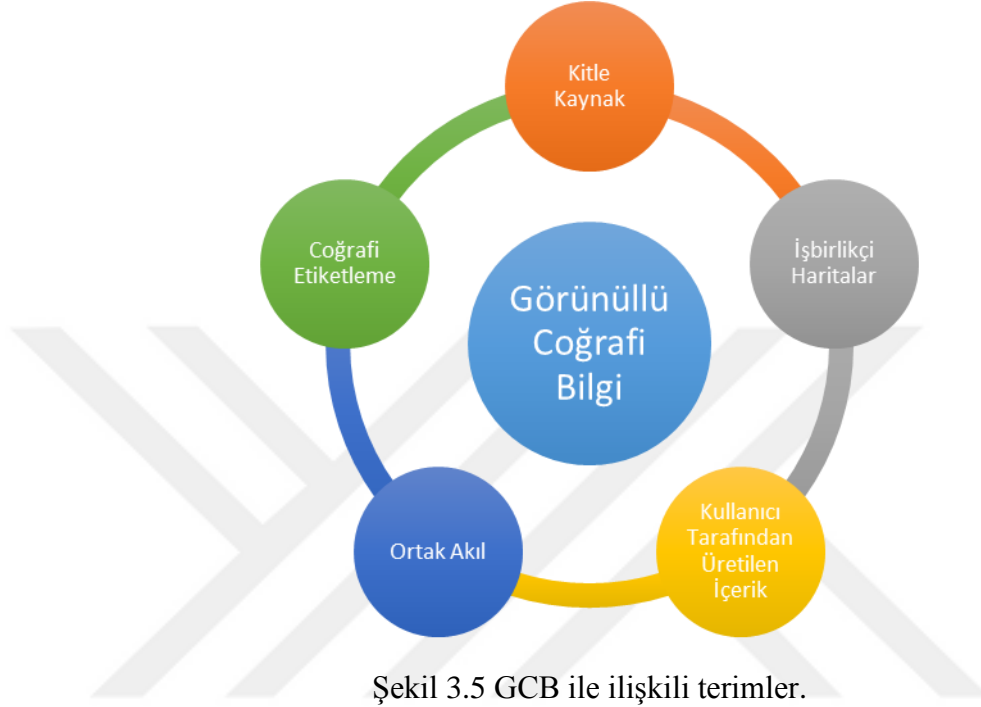 Kitle
Kaynak
Coğrafi
Etiketleme
İşbirlikçi
Haritalar
Görünüllü
Coğrafi
Bilgi
Ortak Akıl
Kullanıcı
Tarafından
Üretilen
İçerik
Şekil 3.5 GCB ile ilişkili terimler.